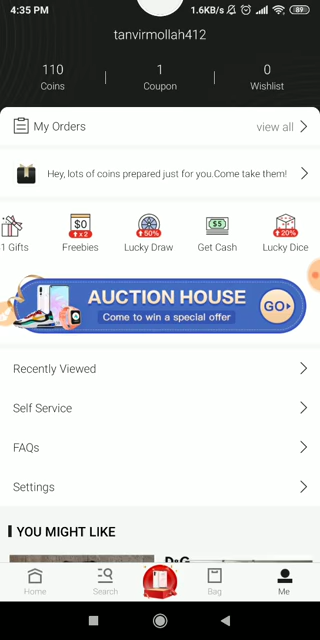 4:35 PM 1.6KB/s 89
tanvirmollah412
110 1 0
Coins Coupon Wishlist
My Orders view all
Hey, lots of coins prepared just for you.Come take them!
$0 x2 50% $5 20%
1 Gifts Freebies Lucky Draw Get Cash Lucky Dice
AUCTION HOUSE
Come to win a special offer
GO
Recently Viewed
Self Service
FAQs
Settings
YOU MIGHT LIKE
D&G
Home Search Bag Me